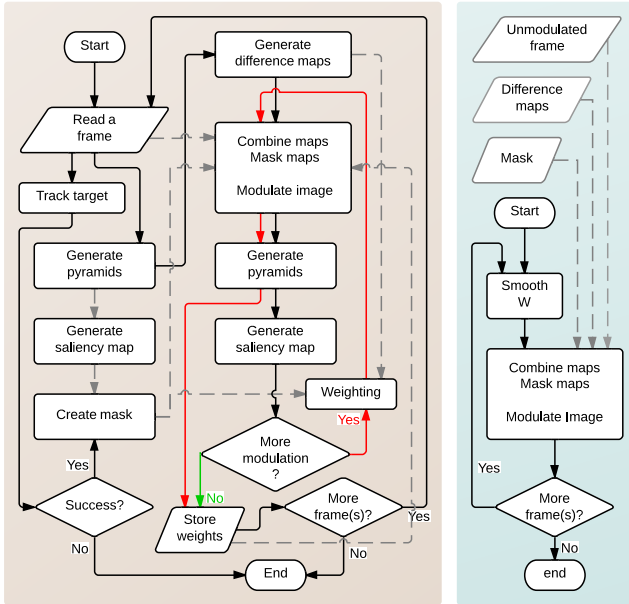 Start
Read a
frame
Track target
Generate
pyramids
Generate
saliency map
Create mask
Yes
Success?
No
Generate
difference maps
Combine maps
Mask maps
Modulate image
Generate
pyramids
Generate
saliency map
Weighting
Yes
More
modulation
?
No
Store
weights
More
frame(s)?
Yes
No
End
Unmodulated
frame
Difference
maps
Mask
Start
Smooth
W
Combine maps
Mask maps
Modulate Image
Yes
More
frame(s)?
No
end